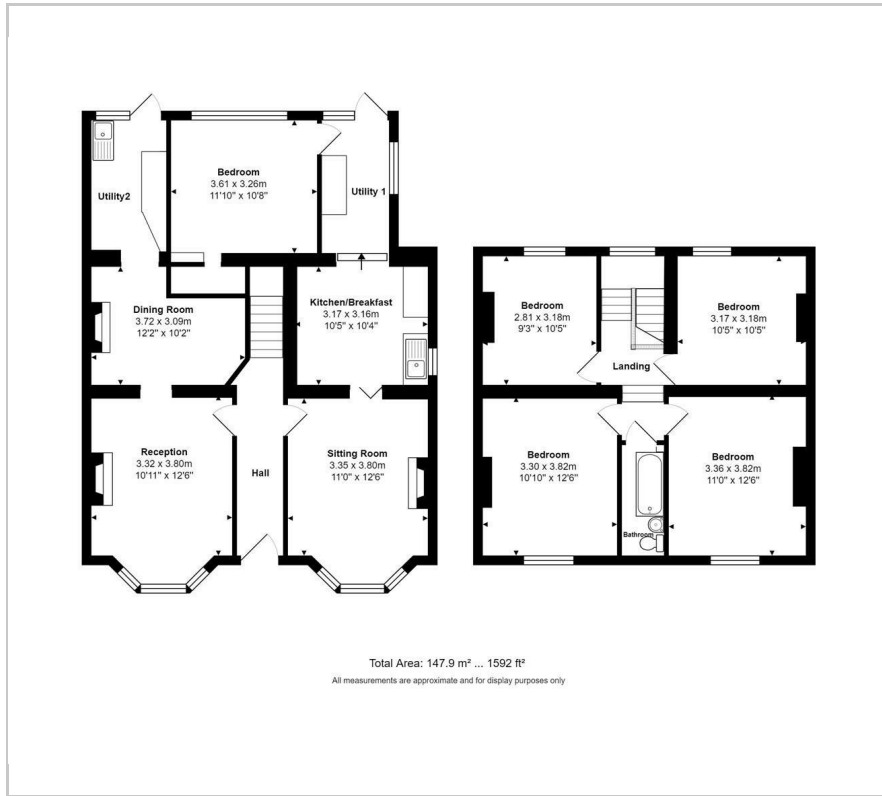 Bedroom
3.61 x 3.26m
11'10" x 10'8"
Utility2
Utility 1
Dining Room
3.72 x 3.09m
12'2" x 10'2"
Kitchen/Breakfast
3.17 x 3.16m
10'5" x 10'4"
Reception
3.32 x 3.80m
10'11" x 12'6"
Hall
Sitting Room
3.35 x 3.80m
11'0" x 12'6"
Bedroom
2.81 x 3.18m
9'3" x 10'5"
Bedroom
3.17 x 3.18m
10'5" x 10'5"
Landing
Bedroom
3.30 x 3.82m
10'10" x 12'6"
Bedroom
3.36 x 3.82m
11'0" x 12'6"
Bathroom
Total Area: 147.9 m² ... 1592 ft²
All measurements are approximate and for display purposes only